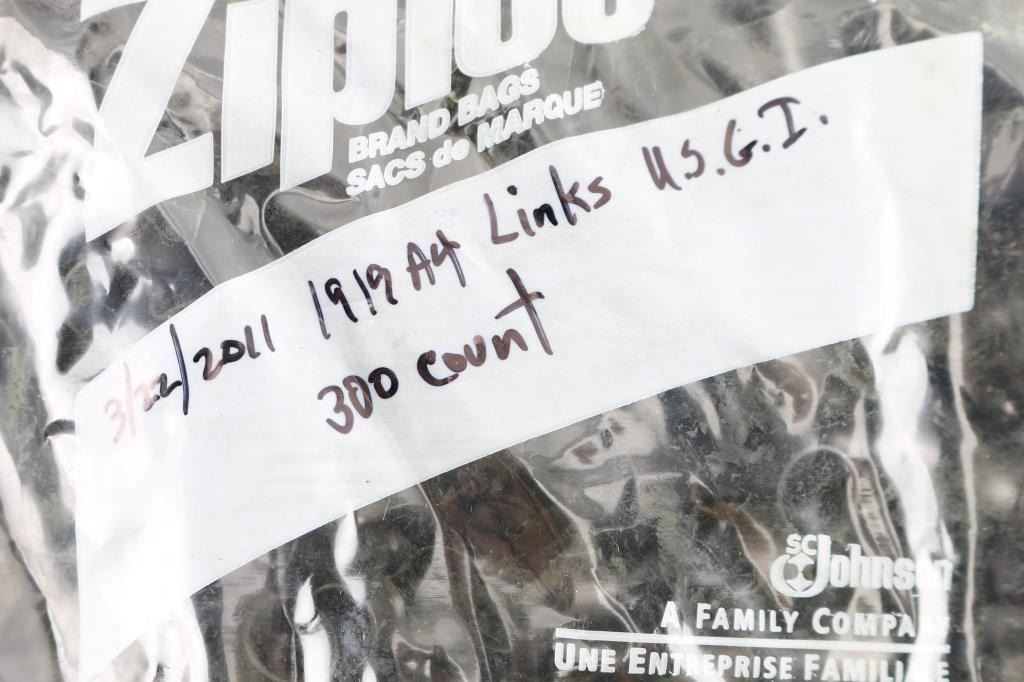 Ziploc
BRAND BAGS
SACS de MARQUE
3/22/2011 1919A4 Links U.S.G.I.
300 count
SC Johnson
A FAMILY COMPANY
UNE ENTREPRISE FAMILIALE